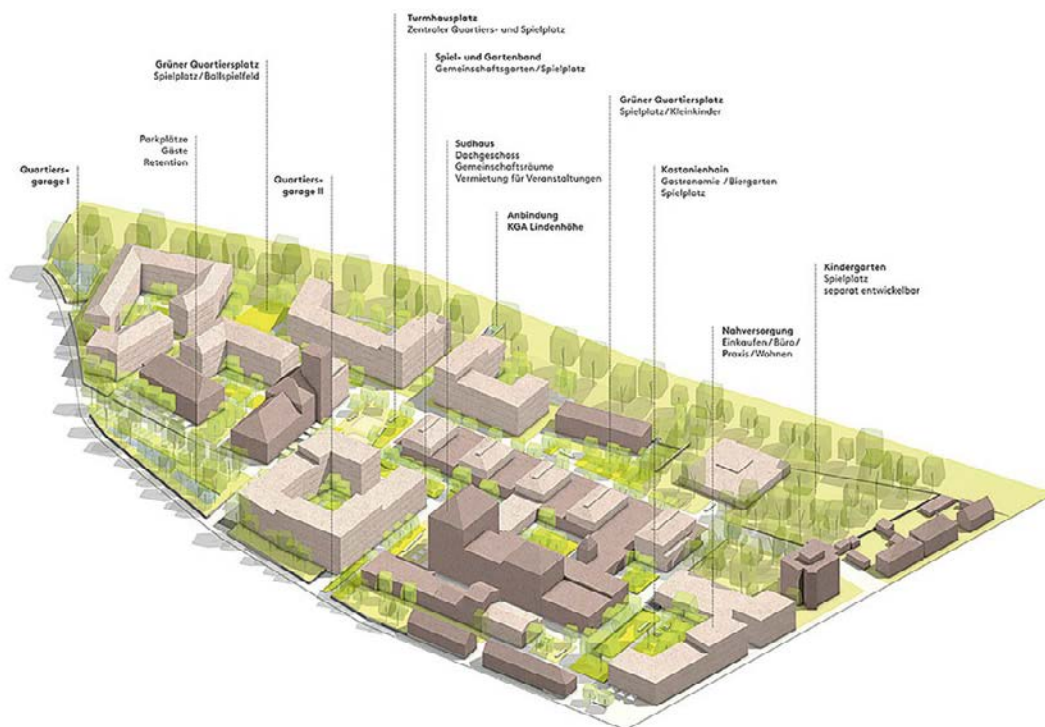 Turmhausplatz
Zentraler Quartiers- und Spielplatz
Grüner Quartiersplatz
Spielplatz/Ballspielfeld
Spiel- und Gartenband
Gemeinschaftsgarten/Spielplatz
Grüner Quartiersplatz
Spielplatz/Kleinkinder
Parkplätze
Gäste
Retention
Sudhaus
Dachgeschoss
Gemeinschaftsräume
Vermietung für Veranstaltungen
Quartiers-
garage I
Quartiers-
garage II
Kastanienhain
Gastronomie/Biergarten
Spielplatz
Anbindung
KGA Lindenhöhe
Kindergarten
Spielplatz
separat entwickelbar
Nahversorgung
Einkaufen/Büro/
Praxis/Wohnen